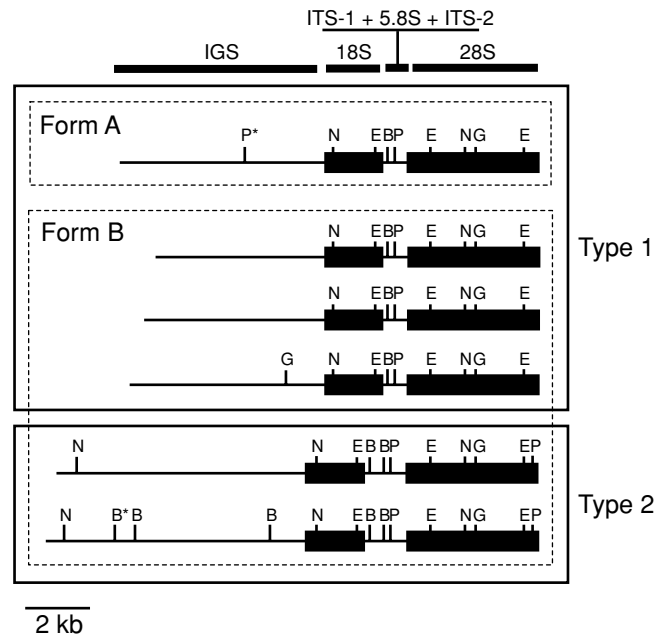 ITS-1 + 5.8S + ITS-2
IGS 18S 28S
Form A
P* N E B P E N G E
Form B
N E B P E N G E
Type 1
N E B P E N G E
G N E B P E N G E
N N E B B P E N G E P
Type 2
N B* B B N E B B P E N G E P
2 kb